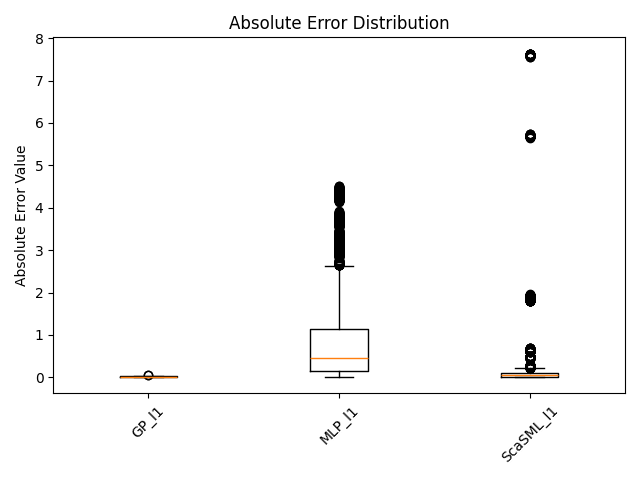 Absolute Error Distribution
8
7
6
5
4
3
2
1
0
Absolute Error Value
GP_l1
MLP_l1
ScaSML_l1